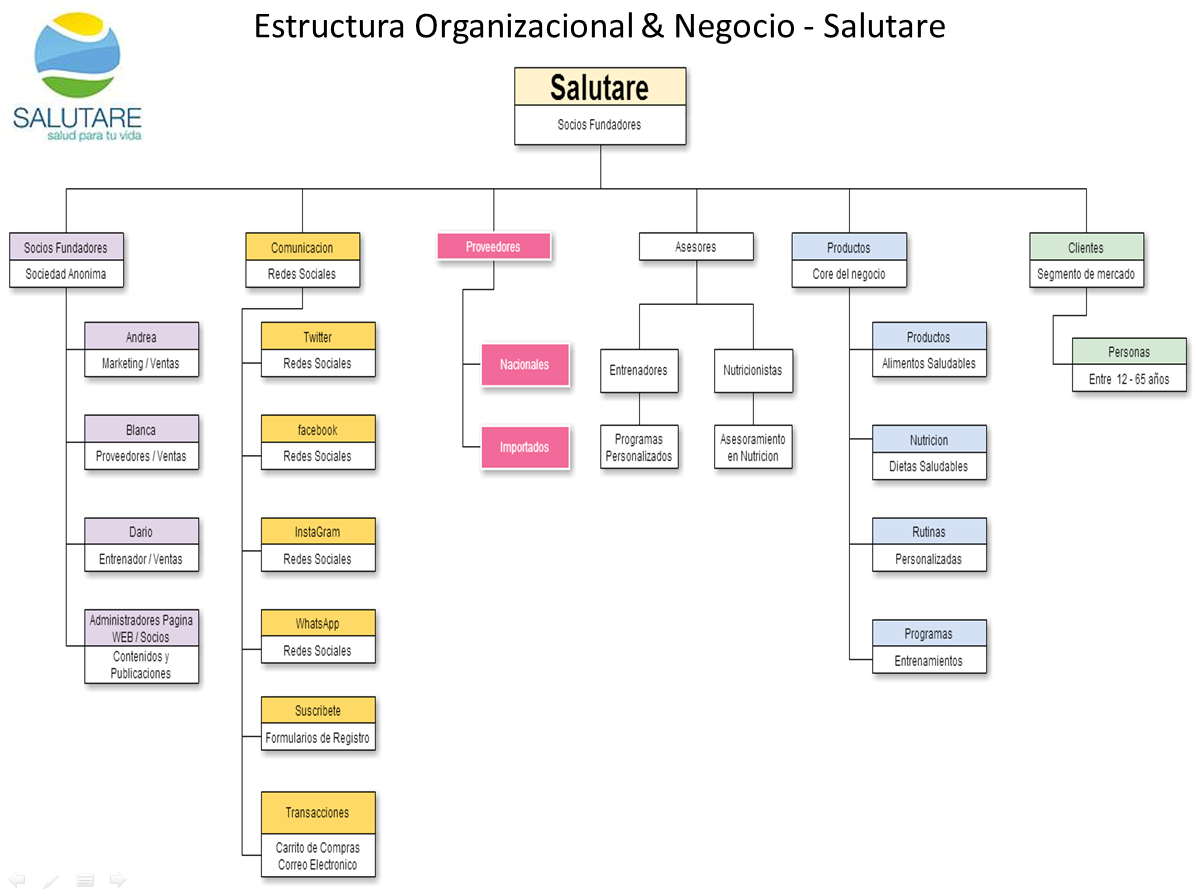 Estructura Organizacional & Negocio - Salutare
SALUTARE
salud para tu vida
Salutare
Socios Fundadores
Socios Fundadores
Sociedad Anonima
Andrea
Marketing / Ventas
Blanca
Proveedores / Ventas
Dario
Entrenador / Ventas
Administradores Pagina
WEB / Socios
Contenidos y
Publicaciones
Comunicacion
Redes Sociales
Twitter
Redes Sociales
facebook
Redes Sociales
InstaGram
Redes Sociales
WhatsApp
Redes Sociales
Suscribete
Formularios de Registro
Transacciones
Carrito de Compras
Correo Electronico
Proveedores
Nacionales
Importados
Asesores
Entrenadores
Programas
Personalizados
Nutricionistas
Asesoramiento
en Nutricion
Productos
Core del negocio
Productos
Alimentos Saludables
Nutricion
Dietas Saludables
Rutinas
Personalizadas
Programas
Entrenamientos
Clientes
Segmento de mercado
Personas
Entre 12 - 65 años